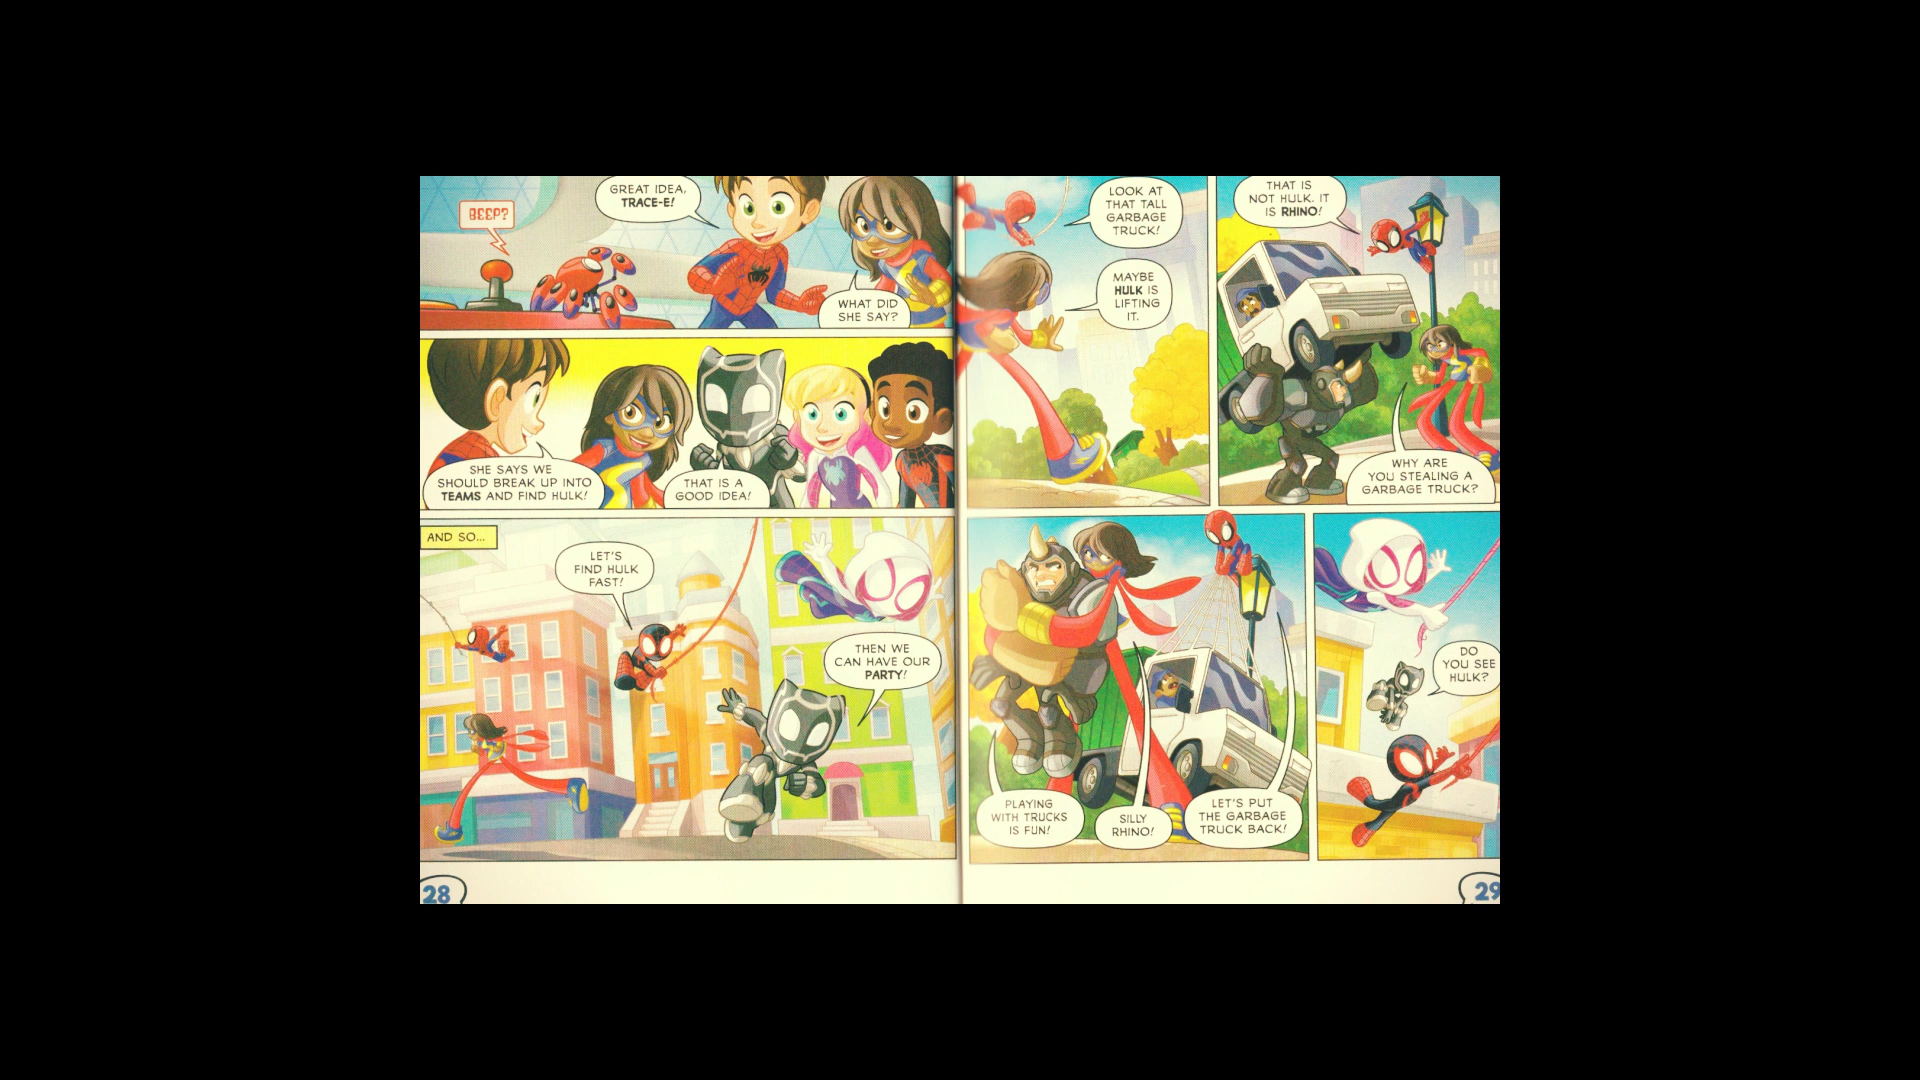 BEEP?
GREAT IDEA,
TRACE-E!
WHAT DID
SHE SAY?
SHE SAYS WE
SHOULD BREAK UP INTO
TEAMS AND FIND HULK!
THAT IS A
GOOD IDEA!
AND SO...
LET'S
FIND HULK
FAST!
THEN WE
CAN HAVE OUR
PARTY!
28
LOOK AT
THAT TALL
GARBAGE
TRUCK!
MAYBE
HULK IS
LIFTING
IT.
THAT IS
NOT HULK. IT
IS RHINO!
WHY ARE
YOU STEALING A
GARBAGE TRUCK?
PLAYING
WITH TRUCKS
IS FUN!
SILLY
RHINO!
LET'S PUT
THE GARBAGE
TRUCK BACK!
DO
YOU SEE
HULK?
29